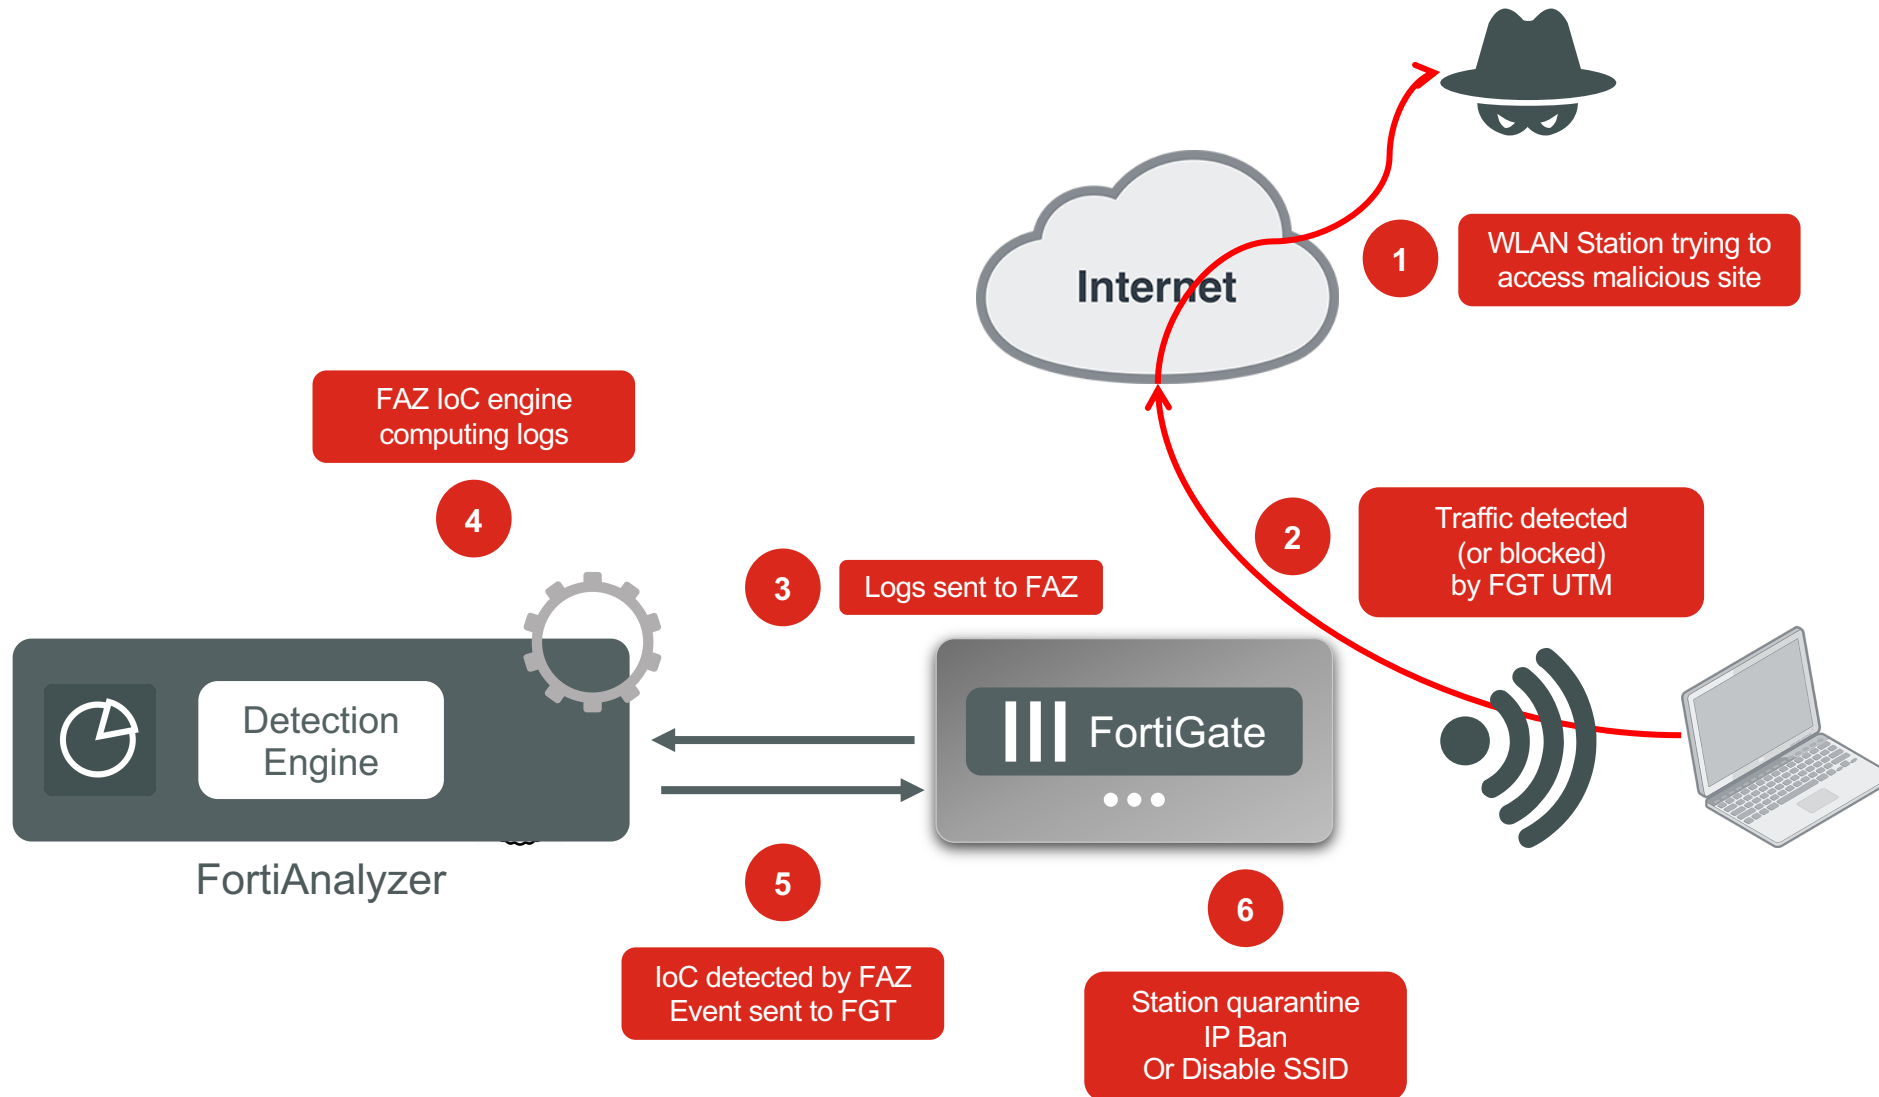 Internet
1
WLAN Station trying to
access malicious site
FAZ IoC engine
computing logs
4
2
Traffic detected
(or blocked)
by FGT UTM
3
Logs sent to FAZ
Detection
Engine
FortiGate
FortiAnalyzer
5
IoC detected by FAZ
Event sent to FGT
6
Station quarantine
IP Ban
Or Disable SSID